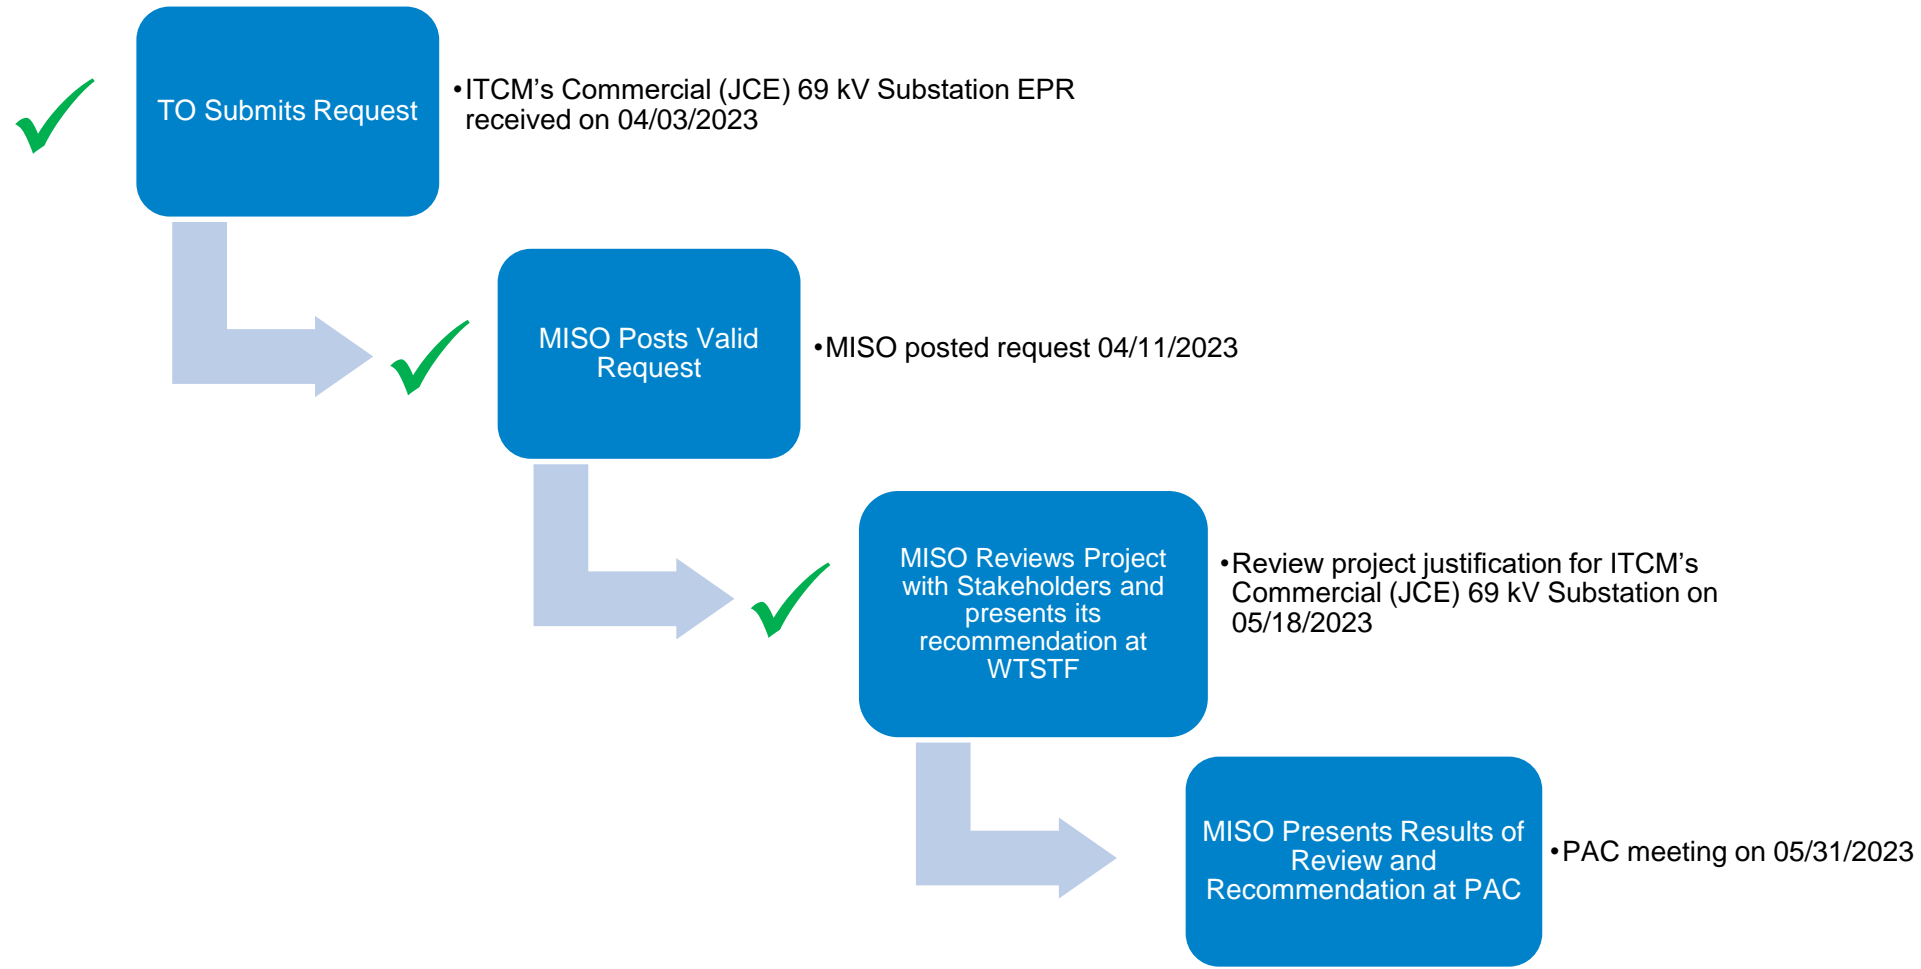 TO Submits Request
•ITCM's Commercial (JCE) 69 kV Substation EPR
received on 04/03/2023
MISO Posts Valid
Request
•MISO posted request 04/11/2023
MISO Reviews Project
with Stakeholders and
presents its
recommendation at
WTSTF
•Review project justification for ITCM's
Commercial (JCE) 69 kV Substation on
05/18/2023
MISO Presents Results of
Review and
Recommendation at PAC
•PAC meeting on 05/31/2023